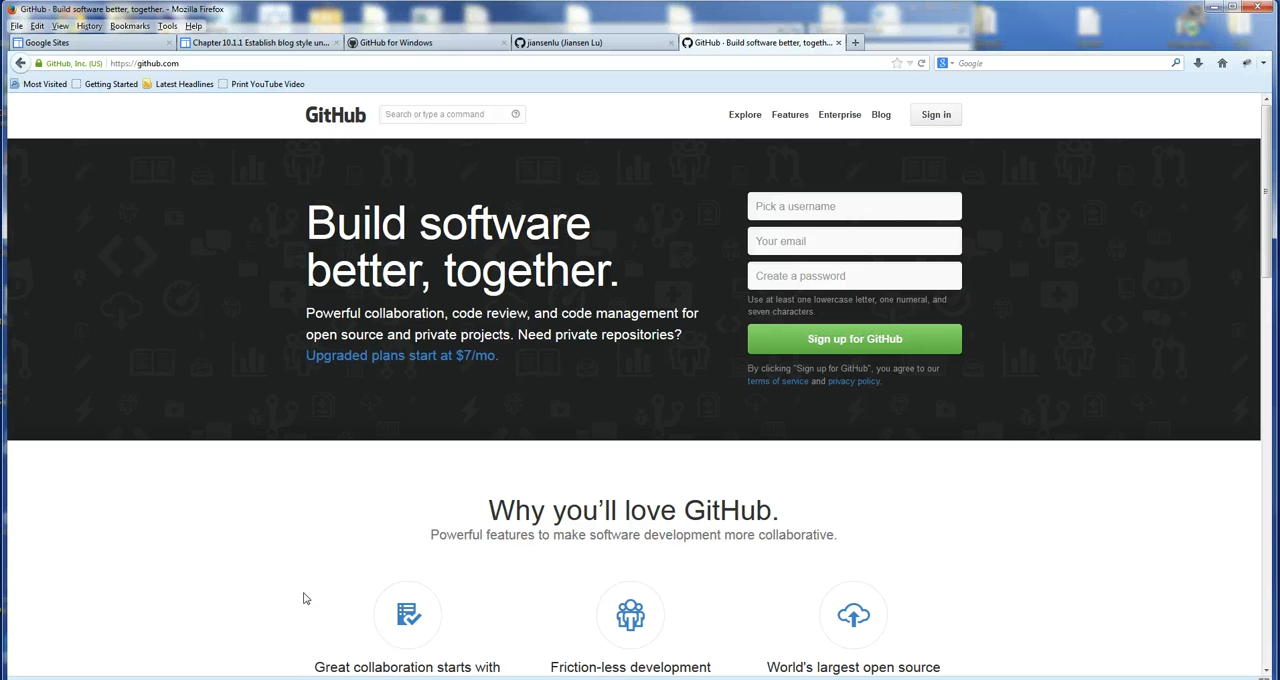 GitHub · Build software better, together. - Mozilla Firefox
File Edit View History Bookmarks Tools Help
Google Sites
Chapter10.1.1 Establish blog style un...
GitHub for Windows
jiansenlu (Jiansen Lu)
GitHub · Build software better, togeth...
GitHub, Inc. (US) https://github.com
Google
Most Visited Getting Started Latest Headlines Print YouTube Video
GitHub
Search or type a command
Explore Features Enterprise Blog Sign in
Build software
better, together.
Powerful collaboration, code review, and code management for
open source and private projects. Need private repositories?
Upgraded plans start at $7/mo.
Pick a username
Your email
Create a password
Use at least one lowercase letter, one numeral, and
seven characters.
Sign up for GitHub
By clicking "Sign up for GitHub", you agree to our
terms of service and privacy policy.
Why you'll love GitHub.
Powerful features to make software development more collaborative.
Great collaboration starts with
Friction-less development
World's largest open source